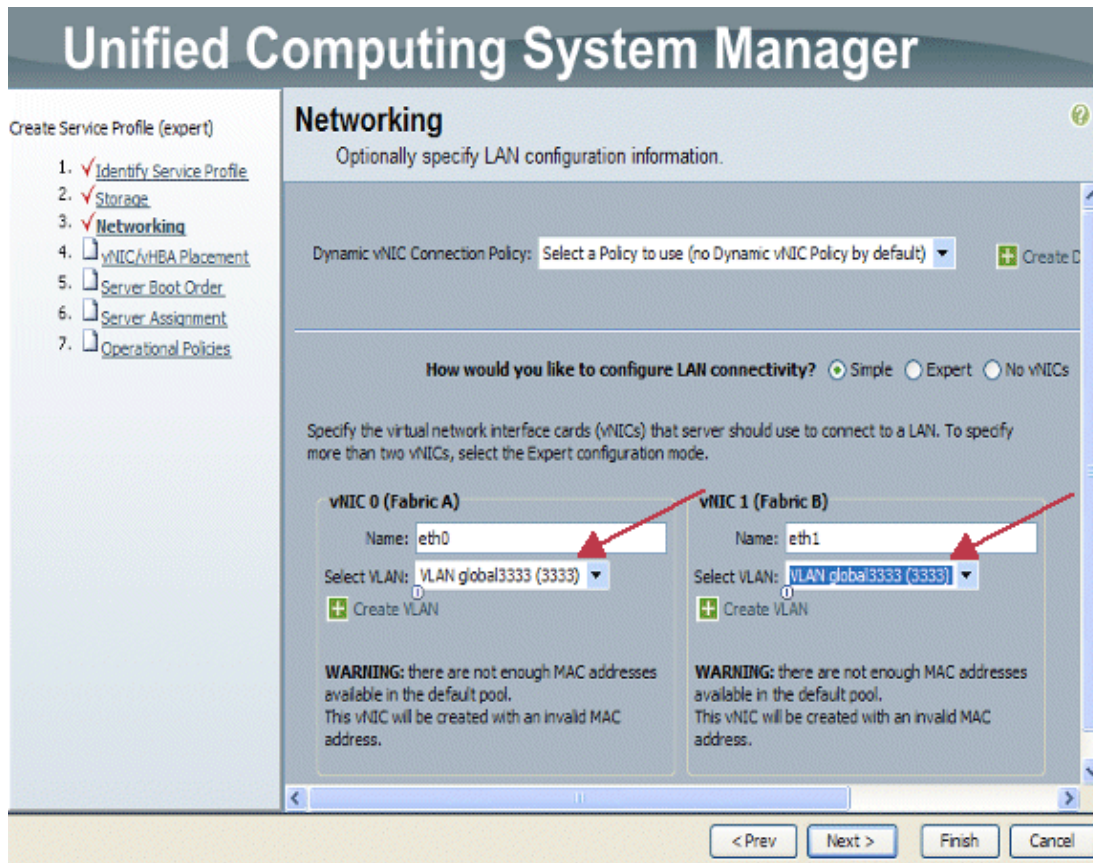 Unified Computing System Manager
Create Service Profile (expert)
1. Identify Service Profile
2. Storage
3. Networking
4. vNIC/vHBA Placement
5. Server Boot Order
6. Server Assignment
7. Operational Policies
Networking
Optionally specify LAN configuration information.
Dynamic vNIC Connection Policy: Select a Policy to use (no Dynamic vNIC Policy by default) Create D
How would you like to configure LAN connectivity? Simple Expert No vNICs
Specify the virtual network interface cards (vNICs) that server should use to connect to a LAN. To specify
more than two vNICs, select the Expert configuration mode.
vNIC 0 (Fabric A)
Name: eth0
Select VLAN: VLAN global3333 (3333)
Create VLAN
WARNING: there are not enough MAC addresses
available in the default pool.
This vNIC will be created with an invalid MAC
address.
vNIC 1 (Fabric B)
Name: eth1
Select VLAN: VLAN global3333 (3333)
Create VLAN
WARNING: there are not enough MAC addresses
available in the default pool.
This vNIC will be created with an invalid MAC
address.
< Prev Next > Finish Cancel